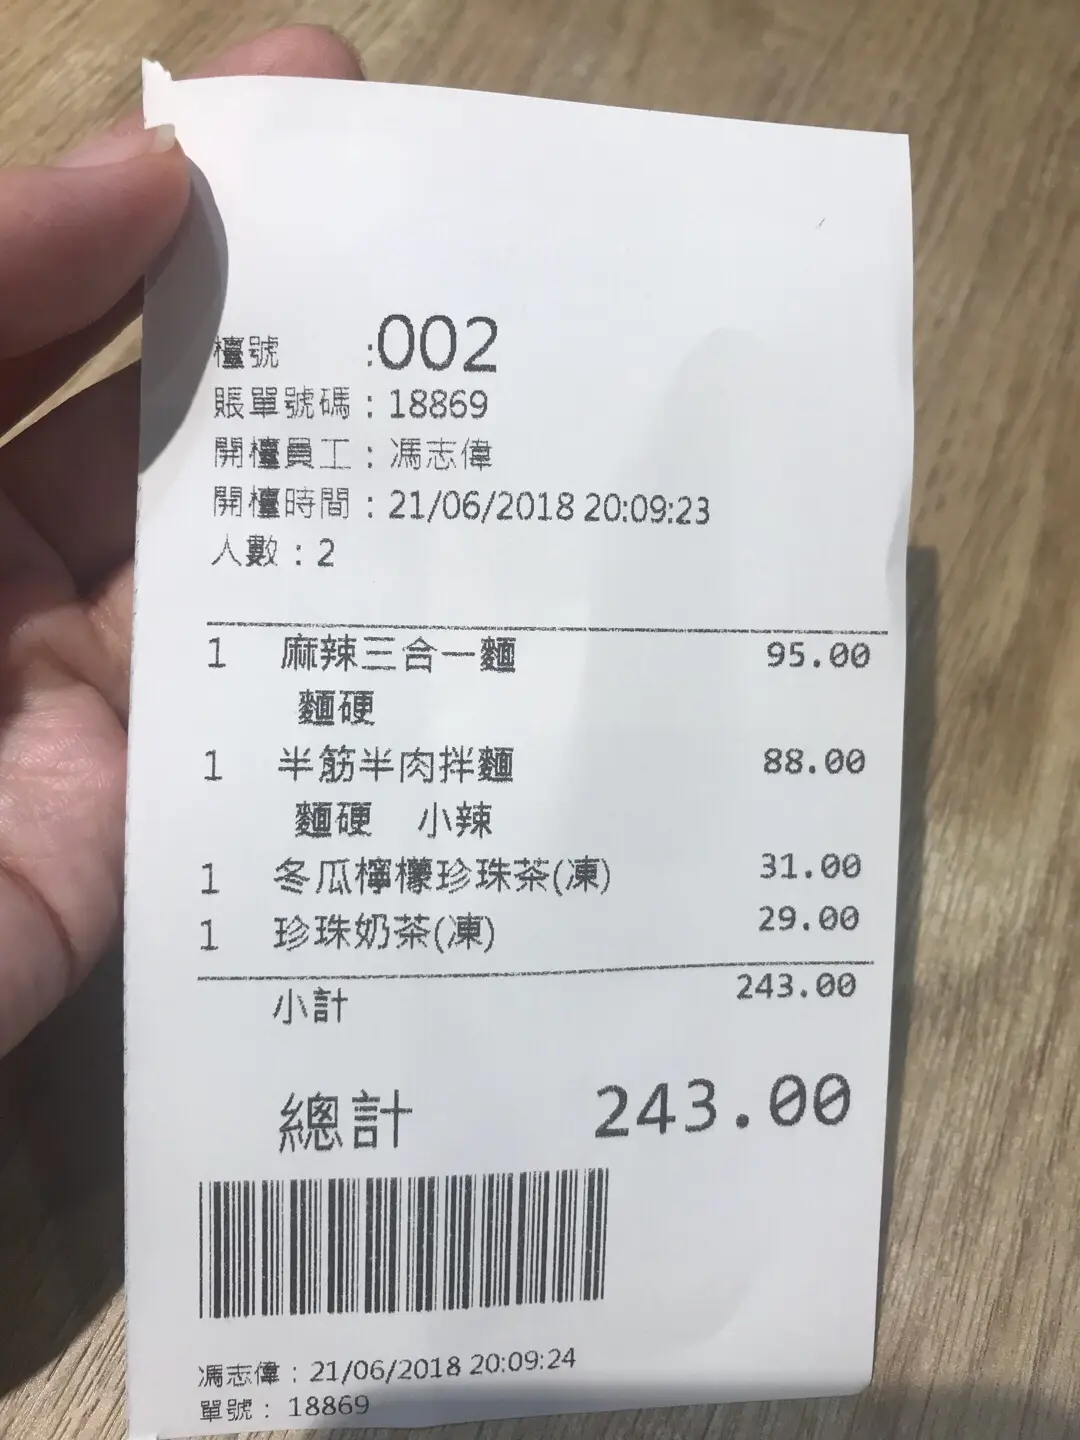 檯號 :002
賬單號碼：18869
開檯員工：馮志偉
開檯時間：21/06/2018 20:09:23
人數：2
1 麻辣三合一麵 95.00
麵硬
1 半筋半肉拌麵 88.00
麵硬 小辣
1 冬瓜檸檬珍珠茶(凍) 31.00
1 珍珠奶茶(凍) 29.00
小計 243.00
總計 243.00
馮志偉：21/06/2018 20:09:24
單號：18869